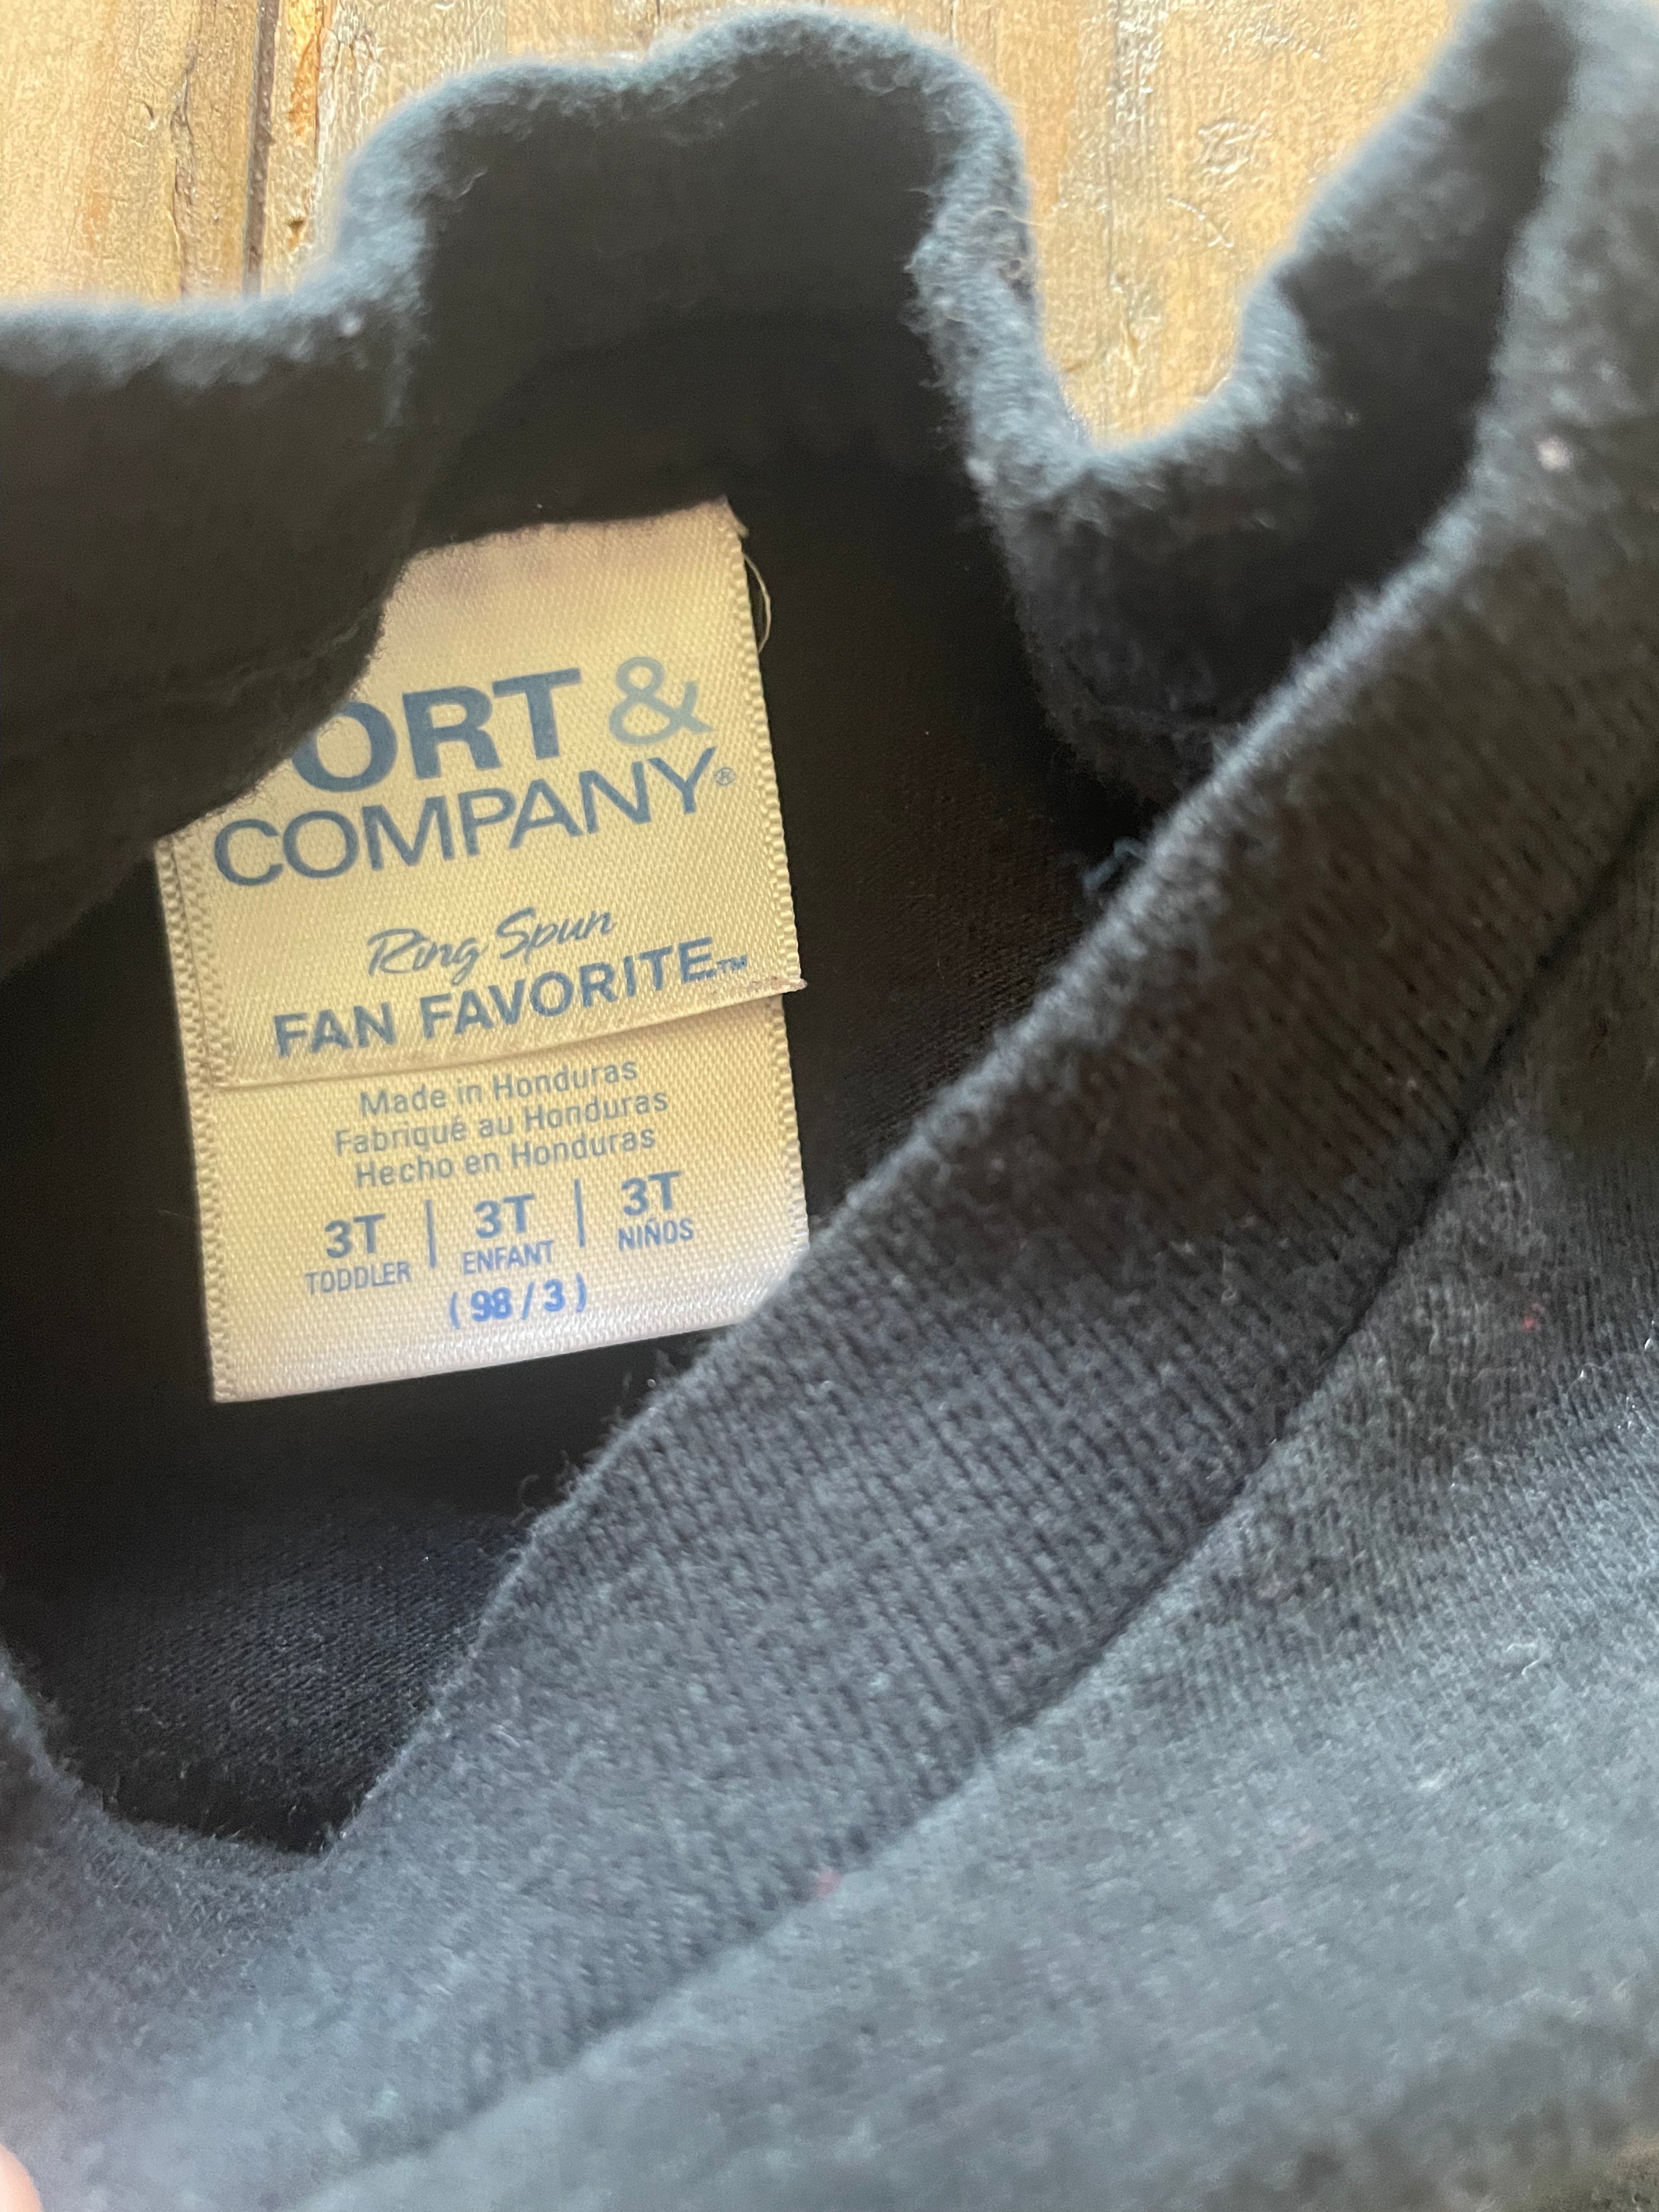 ORT &
COMPANY®
Ring Spun
FAN FAVORITE™
Made in Honduras
Fabriqué au Honduras
Hecho en Honduras
3T | 3T | 3T
TODDLER ENFANT NIÑOS
(98/3)